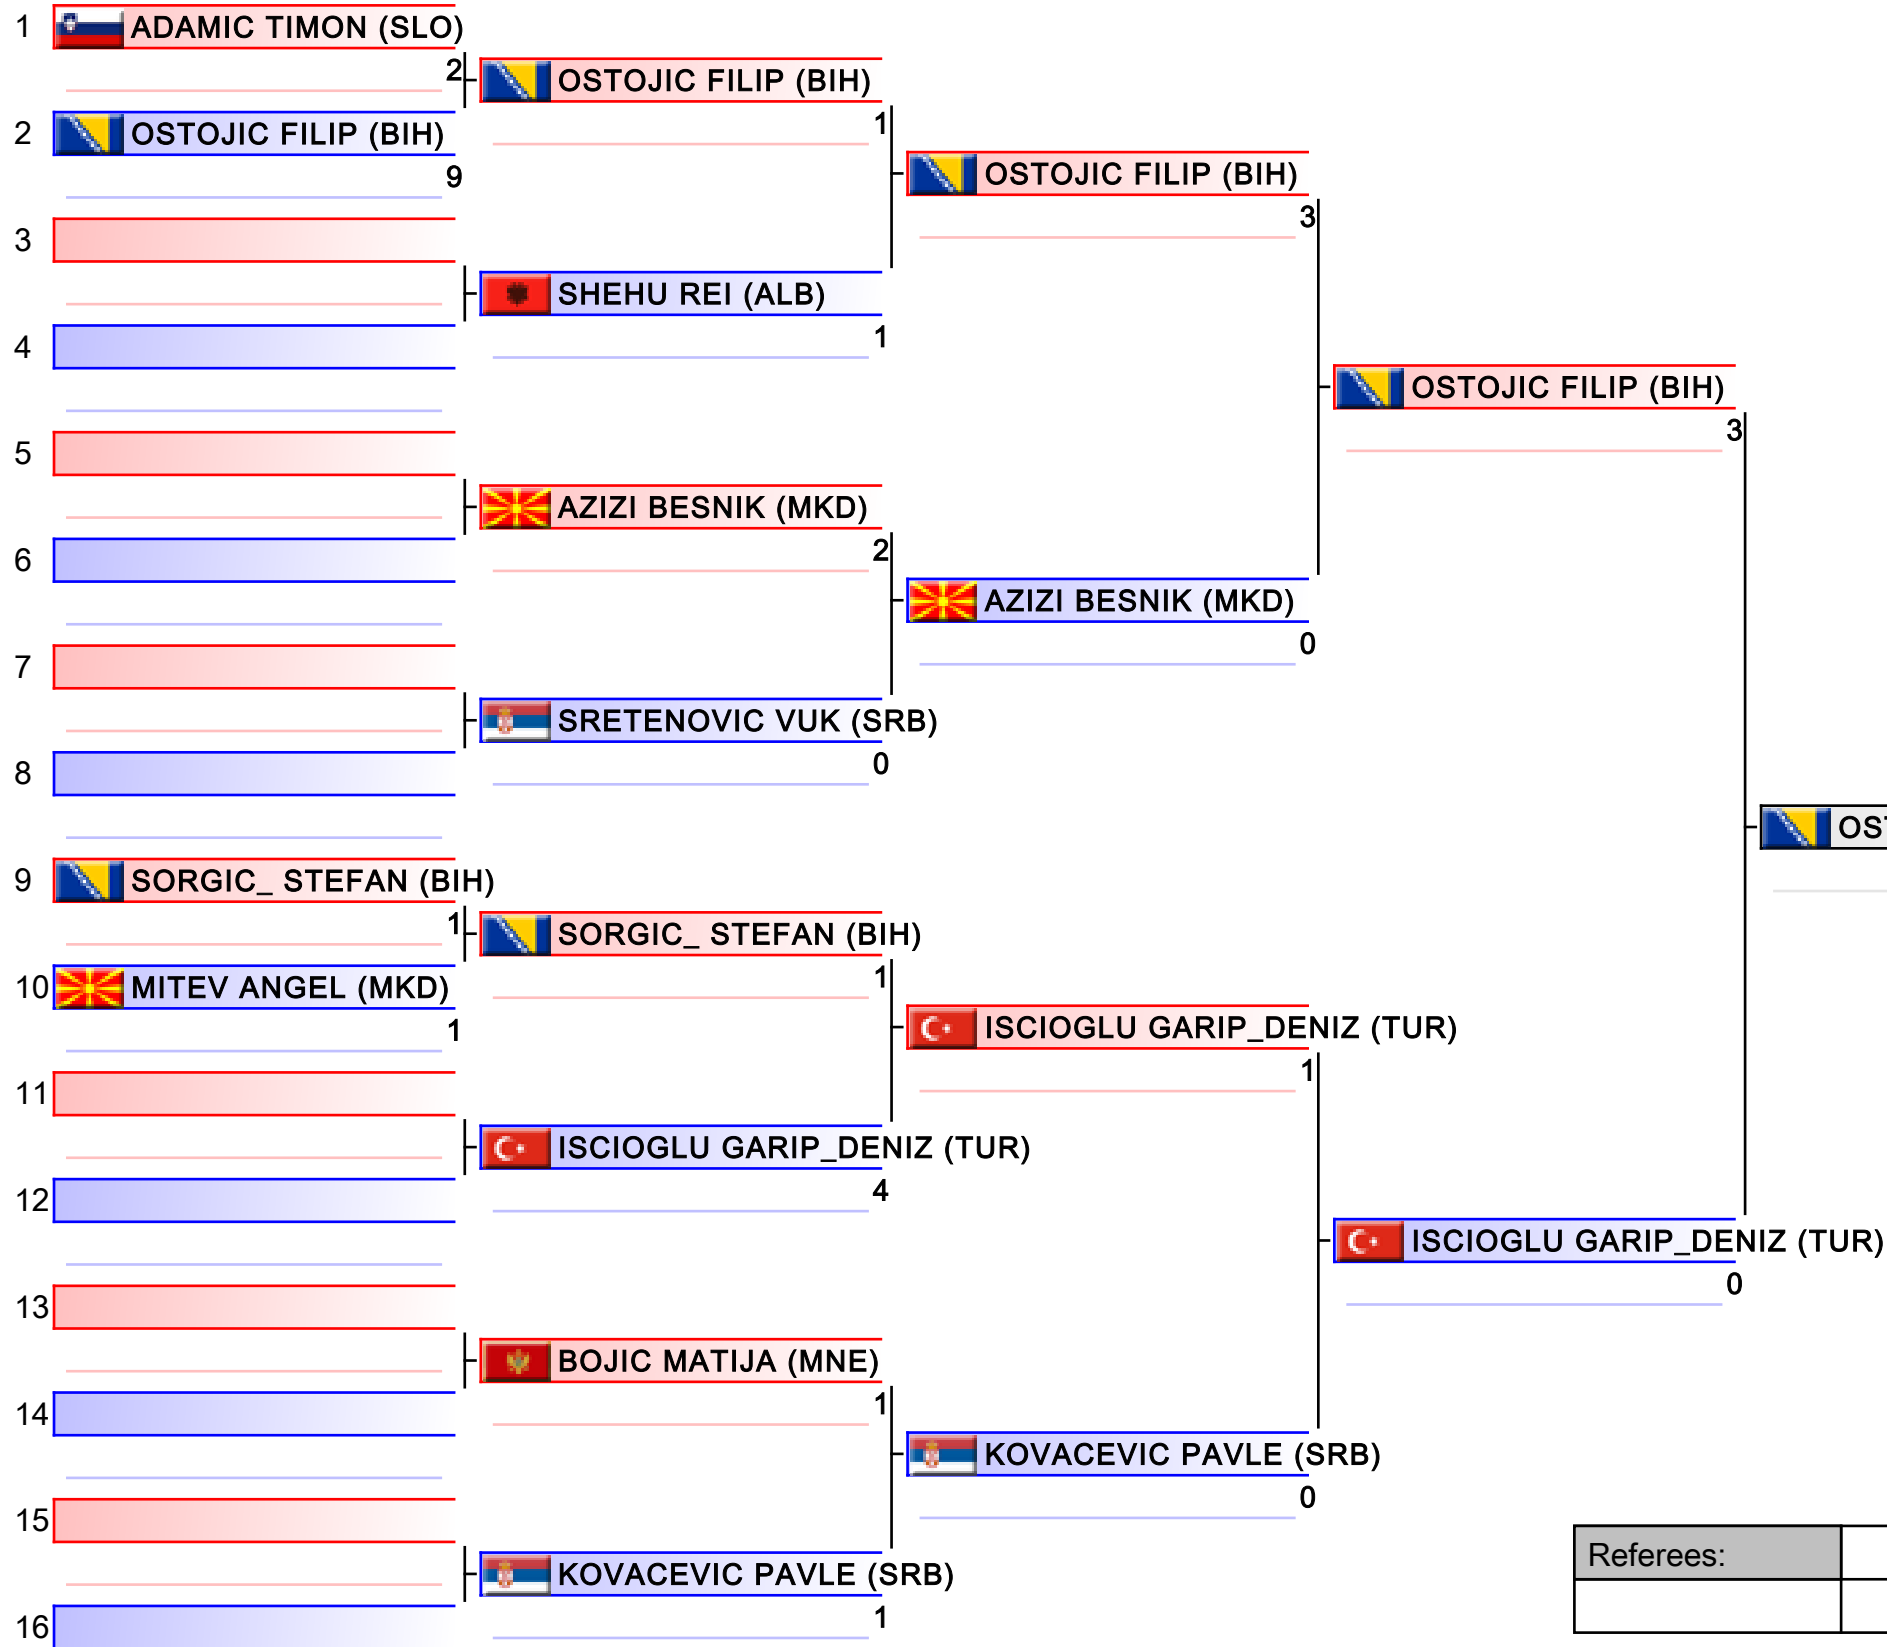 1 ADAMIC TIMON (SLO)
2
OSTOJIC FILIP (BIH)
1
2 OSTOJIC FILIP (BIH)
9
OSTOJIC FILIP (BIH)
3
3
SHEHU REI (ALB)
1
4
OSTOJIC FILIP (BIH)
3
5
AZIZI BESNIK (MKD)
2
6
AZIZI BESNIK (MKD)
0
7
SRETENOVIC VUK (SRB)
0
8
OST
9 SORGIC_ STEFAN (BIH)
1
SORGIC_ STEFAN (BIH)
1
10 MITEV ANGEL (MKD)
1
ISCIOGLU GARIP_DENIZ (TUR)
1
11
ISCIOGLU GARIP_DENIZ (TUR)
4
12
ISCIOGLU GARIP_DENIZ (TUR)
0
13
BOJIC MATIJA (MNE)
1
14
KOVACEVIC PAVLE (SRB)
0
15
KOVACEVIC PAVLE (SRB)
1
16
Referees: